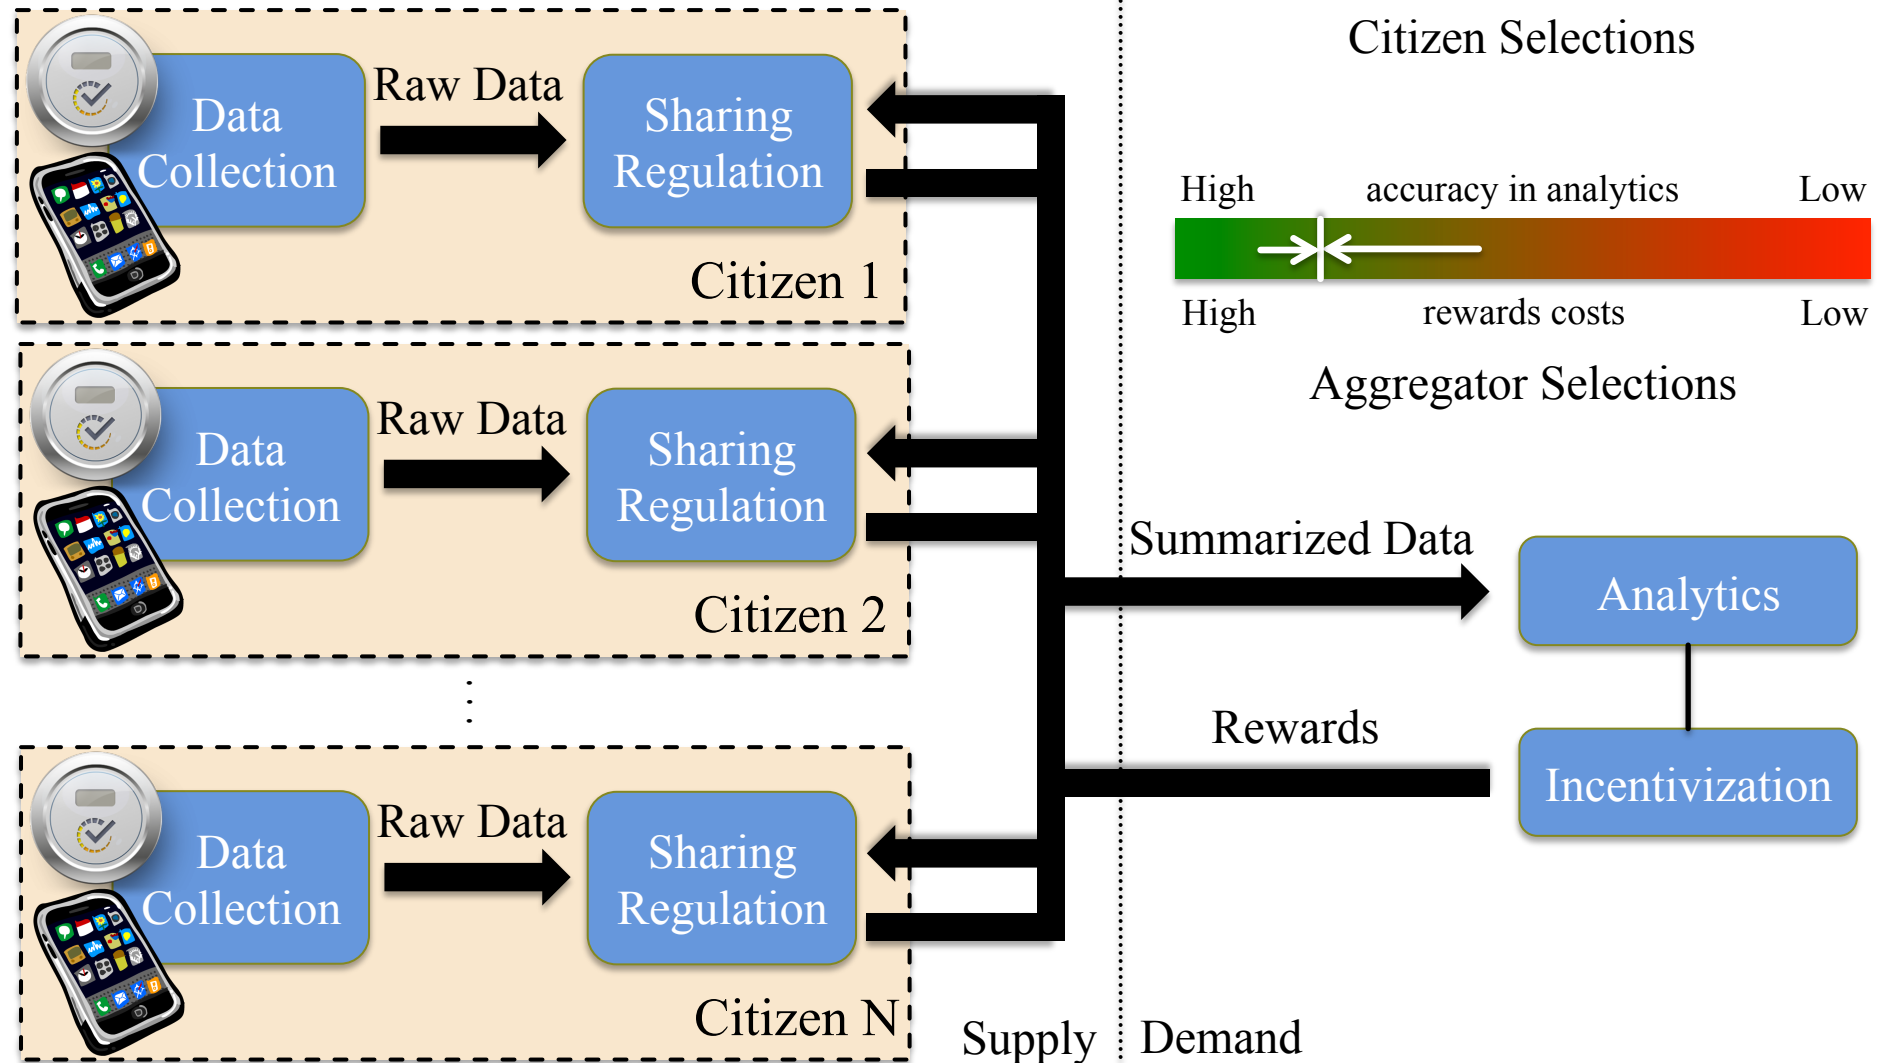 Data
Collection
Raw Data
Sharing
Regulation
Citizen 1
Data
Collection
Raw Data
Sharing
Regulation
Citizen 2
Data
Collection
Raw Data
Sharing
Regulation
Citizen N
Supply
Demand
Citizen Selections
High
accuracy in analytics
Low
High
rewards costs
Low
Aggregator Selections
Summarized Data
Analytics
Rewards
Incentivization